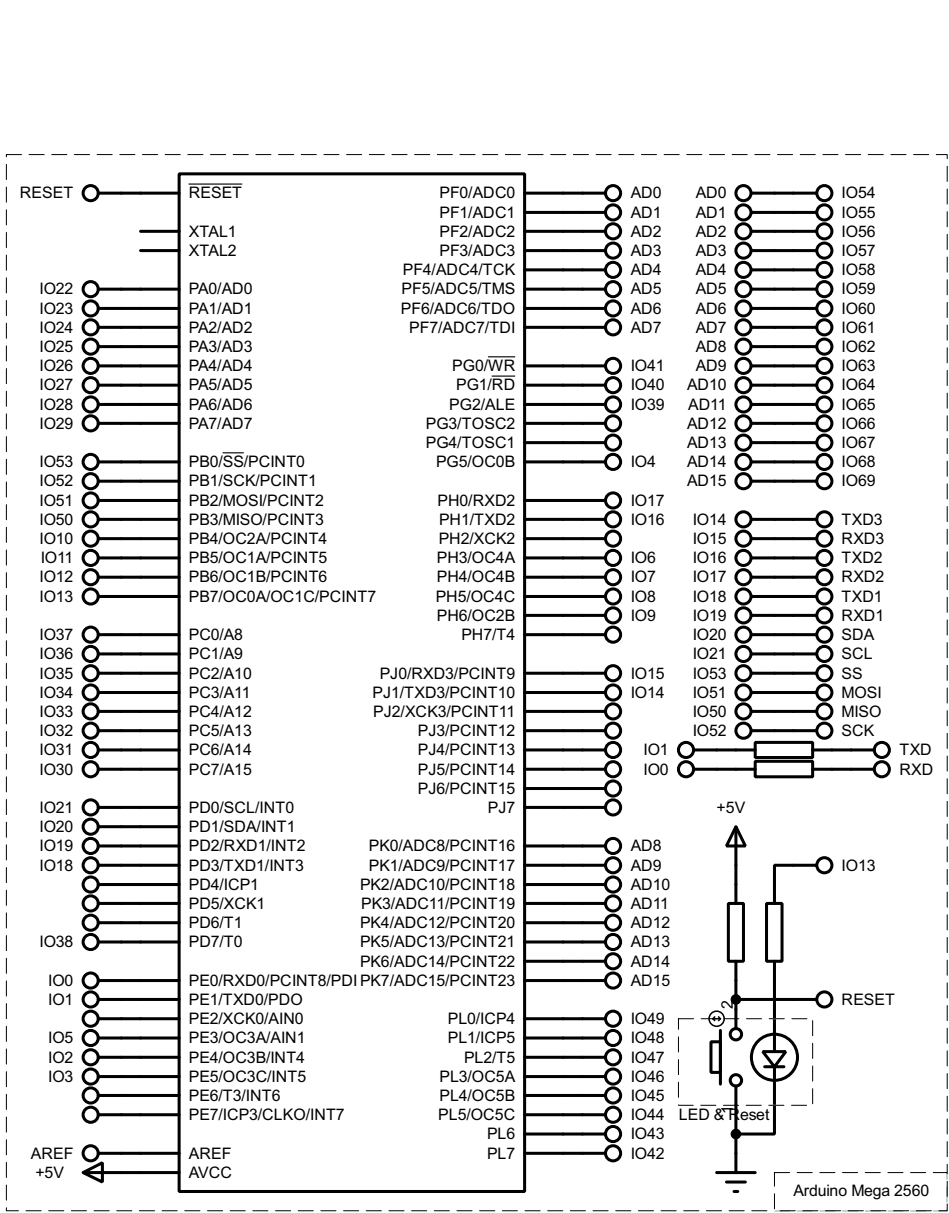 RESET RESET PF0/ADC0 AD0 AD0 IO54
PF1/ADC1 AD1 AD1 IO55
XTAL1 PF2/ADC2 AD2 AD2 IO56
XTAL2 PF3/ADC3 AD3 AD3 IO57
PF4/ADC4/TCK AD4 AD4 IO58
IO22 PA0/AD0 PF5/ADC5/TMS AD5 AD5 IO59
IO23 PA1/AD1 PF6/ADC6/TDO AD6 AD6 IO60
IO24 PA2/AD2 PF7/ADC7/TDI AD7 AD7 IO61
IO25 PA3/AD3 AD8 IO62
IO26 PA4/AD4 PG0/WR IO41 AD9 IO63
IO27 PA5/AD5 PG1/RD IO40 AD10 IO64
IO28 PA6/AD6 PG2/ALE IO39 AD11 IO65
IO29 PA7/AD7 PG3/TOSC2 AD12 IO66
PG4/TOSC1 AD13 IO67
IO53 PB0/SS/PCINT0 PG5/OC0B IO4 AD14 IO68
IO52 PB1/SCK/PCINT1 AD15 IO69
IO51 PB2/MOSI/PCINT2 PH0/RXD2 IO17
IO50 PB3/MISO/PCINT3 PH1/TXD2 IO16 IO14 TXD3
IO10 PB4/OC2A/PCINT4 PH2/XCK2 IO15 RXD3
IO11 PB5/OC1A/PCINT5 PH3/OC4A IO6 IO16 TXD2
IO12 PB6/OC1B/PCINT6 PH4/OC4B IO7 IO17 RXD2
IO13 PB7/OC0A/OC1C/PCINT7 PH5/OC4C IO8 IO18 TXD1
PH6/OC2B IO9 IO19 RXD1
IO37 PC0/A8 PH7/T4 IO20 SDA
IO36 PC1/A9 IO21 SCL
IO35 PC2/A10 PJ0/RXD3/PCINT9 IO15 IO53 SS
IO34 PC3/A11 PJ1/TXD3/PCINT10 IO14 IO51 MOSI
IO33 PC4/A12 PJ2/XCK3/PCINT11 IO50 MISO
IO32 PC5/A13 PJ3/PCINT12 IO52 SCK
IO31 PC6/A14 PJ4/PCINT13 IO1 TXD
IO30 PC7/A15 PJ5/PCINT14 IO0 RXD
PJ6/PCINT15
IO21 PD0/SCL/INT0 PJ7 +5V
IO20 PD1/SDA/INT1
IO19 PD2/RXD1/INT2 PK0/ADC8/PCINT16 AD8
IO18 PD3/TXD1/INT3 PK1/ADC9/PCINT17 AD9 IO13
PD4/ICP1 PK2/ADC10/PCINT18 AD10
PD5/XCK1 PK3/ADC11/PCINT19 AD11
PD6/T1 PK4/ADC12/PCINT20 AD12
IO38 PD7/T0 PK5/ADC13/PCINT21 AD13
PK6/ADC14/PCINT22 AD14
IO0 PE0/RXD0/PCINT8/PDI PK7/ADC15/PCINT23 AD15
IO1 PE1/TXD0/PDO RESET
PE2/XCK0/AIN0 PL0/ICP4 IO49 2
IO5 PE3/OC3A/AIN1 PL1/ICP5 IO48
IO2 PE4/OC3B/INT4 PL2/T5 IO47
IO3 PE5/OC3C/INT5 PL3/OC5A IO46
PE6/T3/INT6 PL4/OC5B IO45
PE7/ICP3/CLKO/INT7 PL5/OC5C IO44 LED & Reset
PL6 IO43
AREF AREF PL7 IO42
+5V AVCC
Arduino Mega 2560